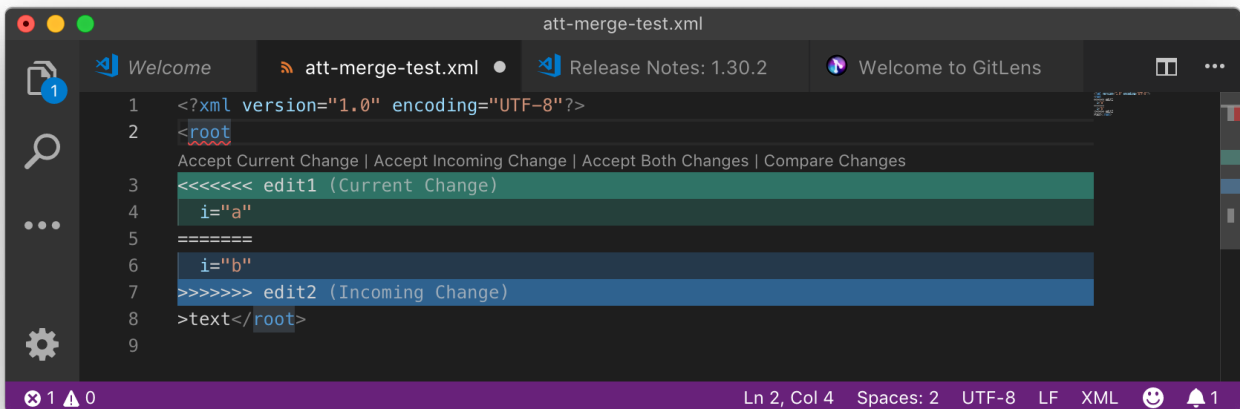 att-merge-test.xml
Welcome att-merge-test.xml Release Notes: 1.30.2 Welcome to GitLens
1
1 <?xml version="1.0" encoding="UTF-8"?>
2 <root
Accept Current Change | Accept Incoming Change | Accept Both Changes | Compare Changes
3 <<<<<<< edit1 (Current Change)
4   i="a"
5 =======
6   i="b"
7 >>>>>>> edit2 (Incoming Change)
8 >text</root>
9
1 0 Ln 2, Col 4 Spaces: 2 UTF-8 LF XML 1